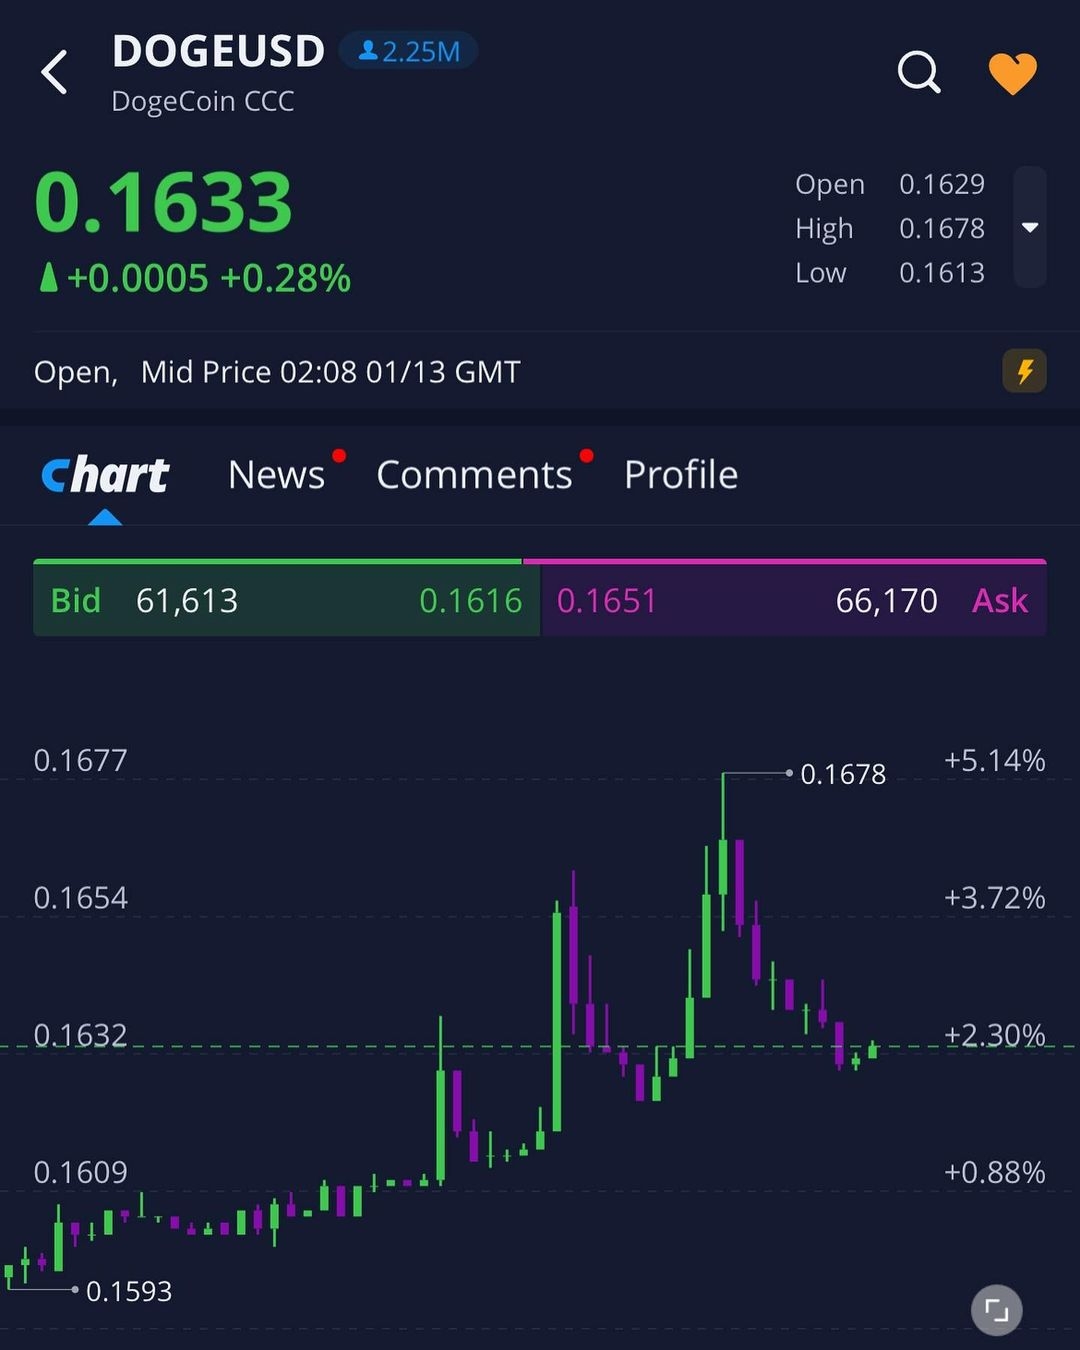 DOGEUSD 2.25M
DogeCoin CCC
0.1633
+0.0005 +0.28%
Open 0.1629
High 0.1678
Low 0.1613
Open, Mid Price 02:08 01/13 GMT
Chart News Comments Profile
Bid 61,613 0.1616 0.1651 66,170 Ask
0.1677 +5.14%
0.1678
0.1654 +3.72%
0.1632 +2.30%
0.1609 +0.88%
0.1593